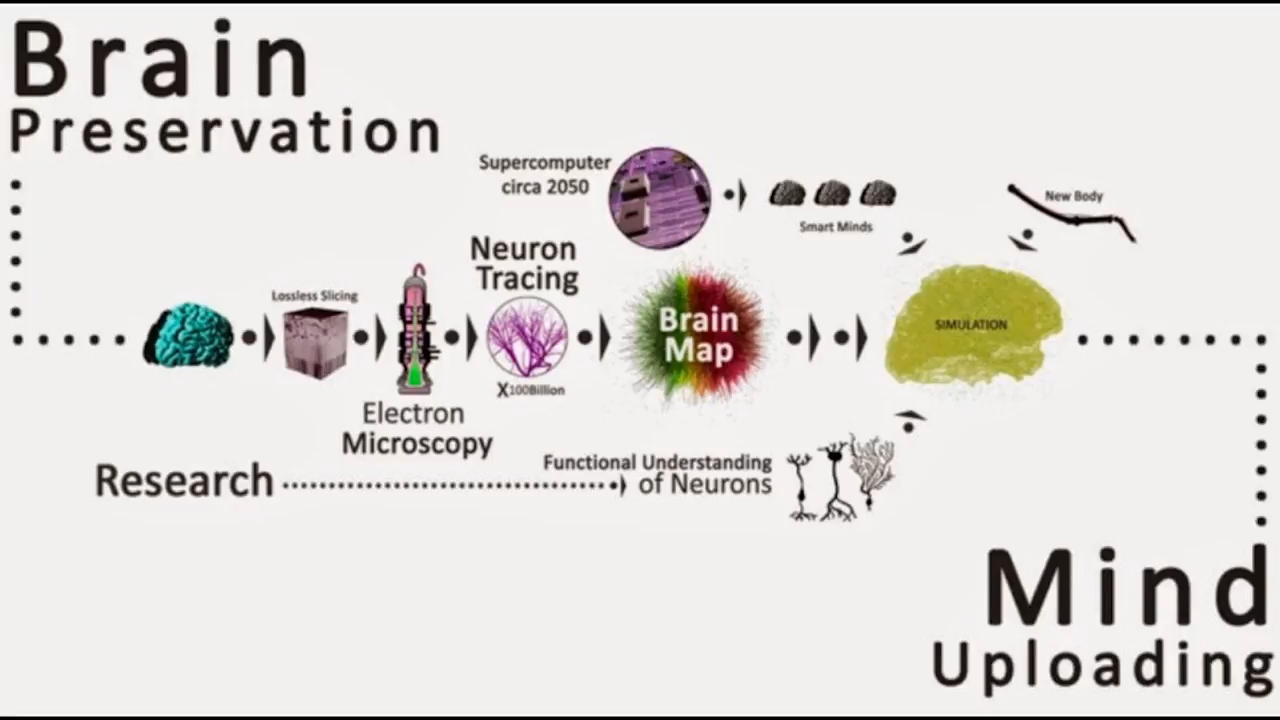 Brain
Preservation
Supercomputer
circa 2050
Smart Minds
New Body
Neuron
Tracing
Lossless Slicing
Brain
Map
SIMULATION
X100Billion
Electron
Microscopy
Research
Functional Understanding
of Neurons
Mind
Uploading